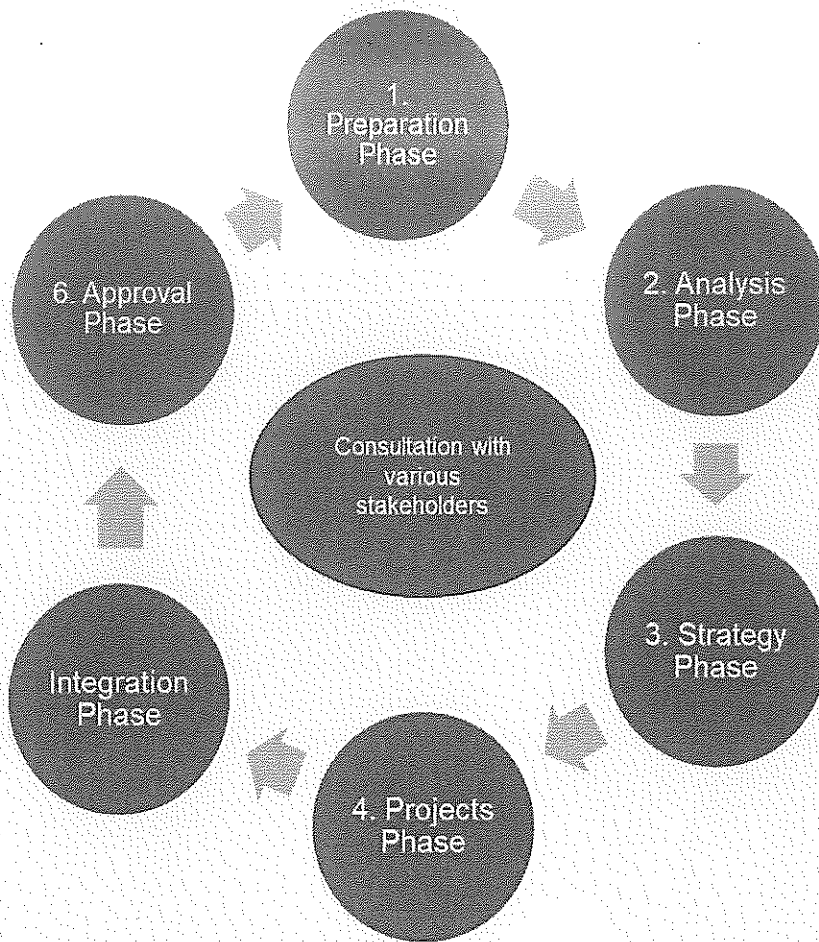 1.
Preparation
Phase
2. Analysis
Phase
3. Strategy
Phase
4. Projects
Phase
Integration
Phase
6. Approval
Phase
Consultation with
various
stakeholders